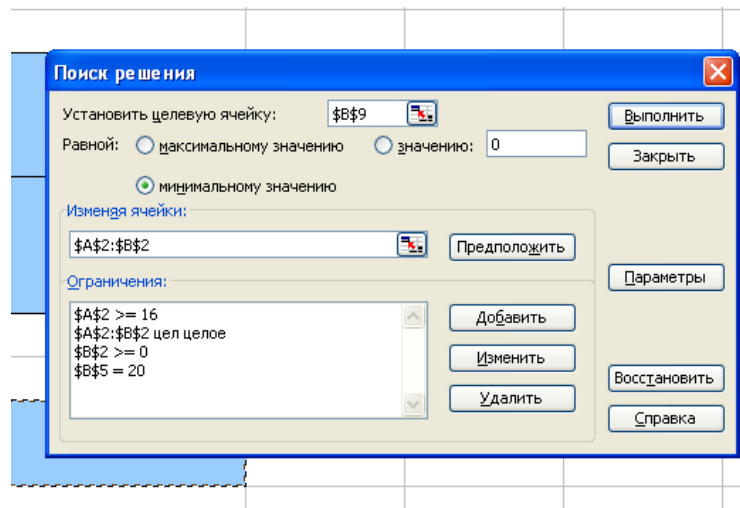 Поиск решения
Установить целевую ячейку: $B$9 Выполнить
Равной: максимальному значению значению: 0 Закрыть
минимальному значению
Изменяя ячейки:
$A$2:$B$2 Предположить
Параметры
Ограничения:
$A$2 >= 16 Добавить
$A$2:$B$2 цел целое
$B$2 >= 0 Изменить
$B$5 = 20 Восстановить
Удалить
Справка